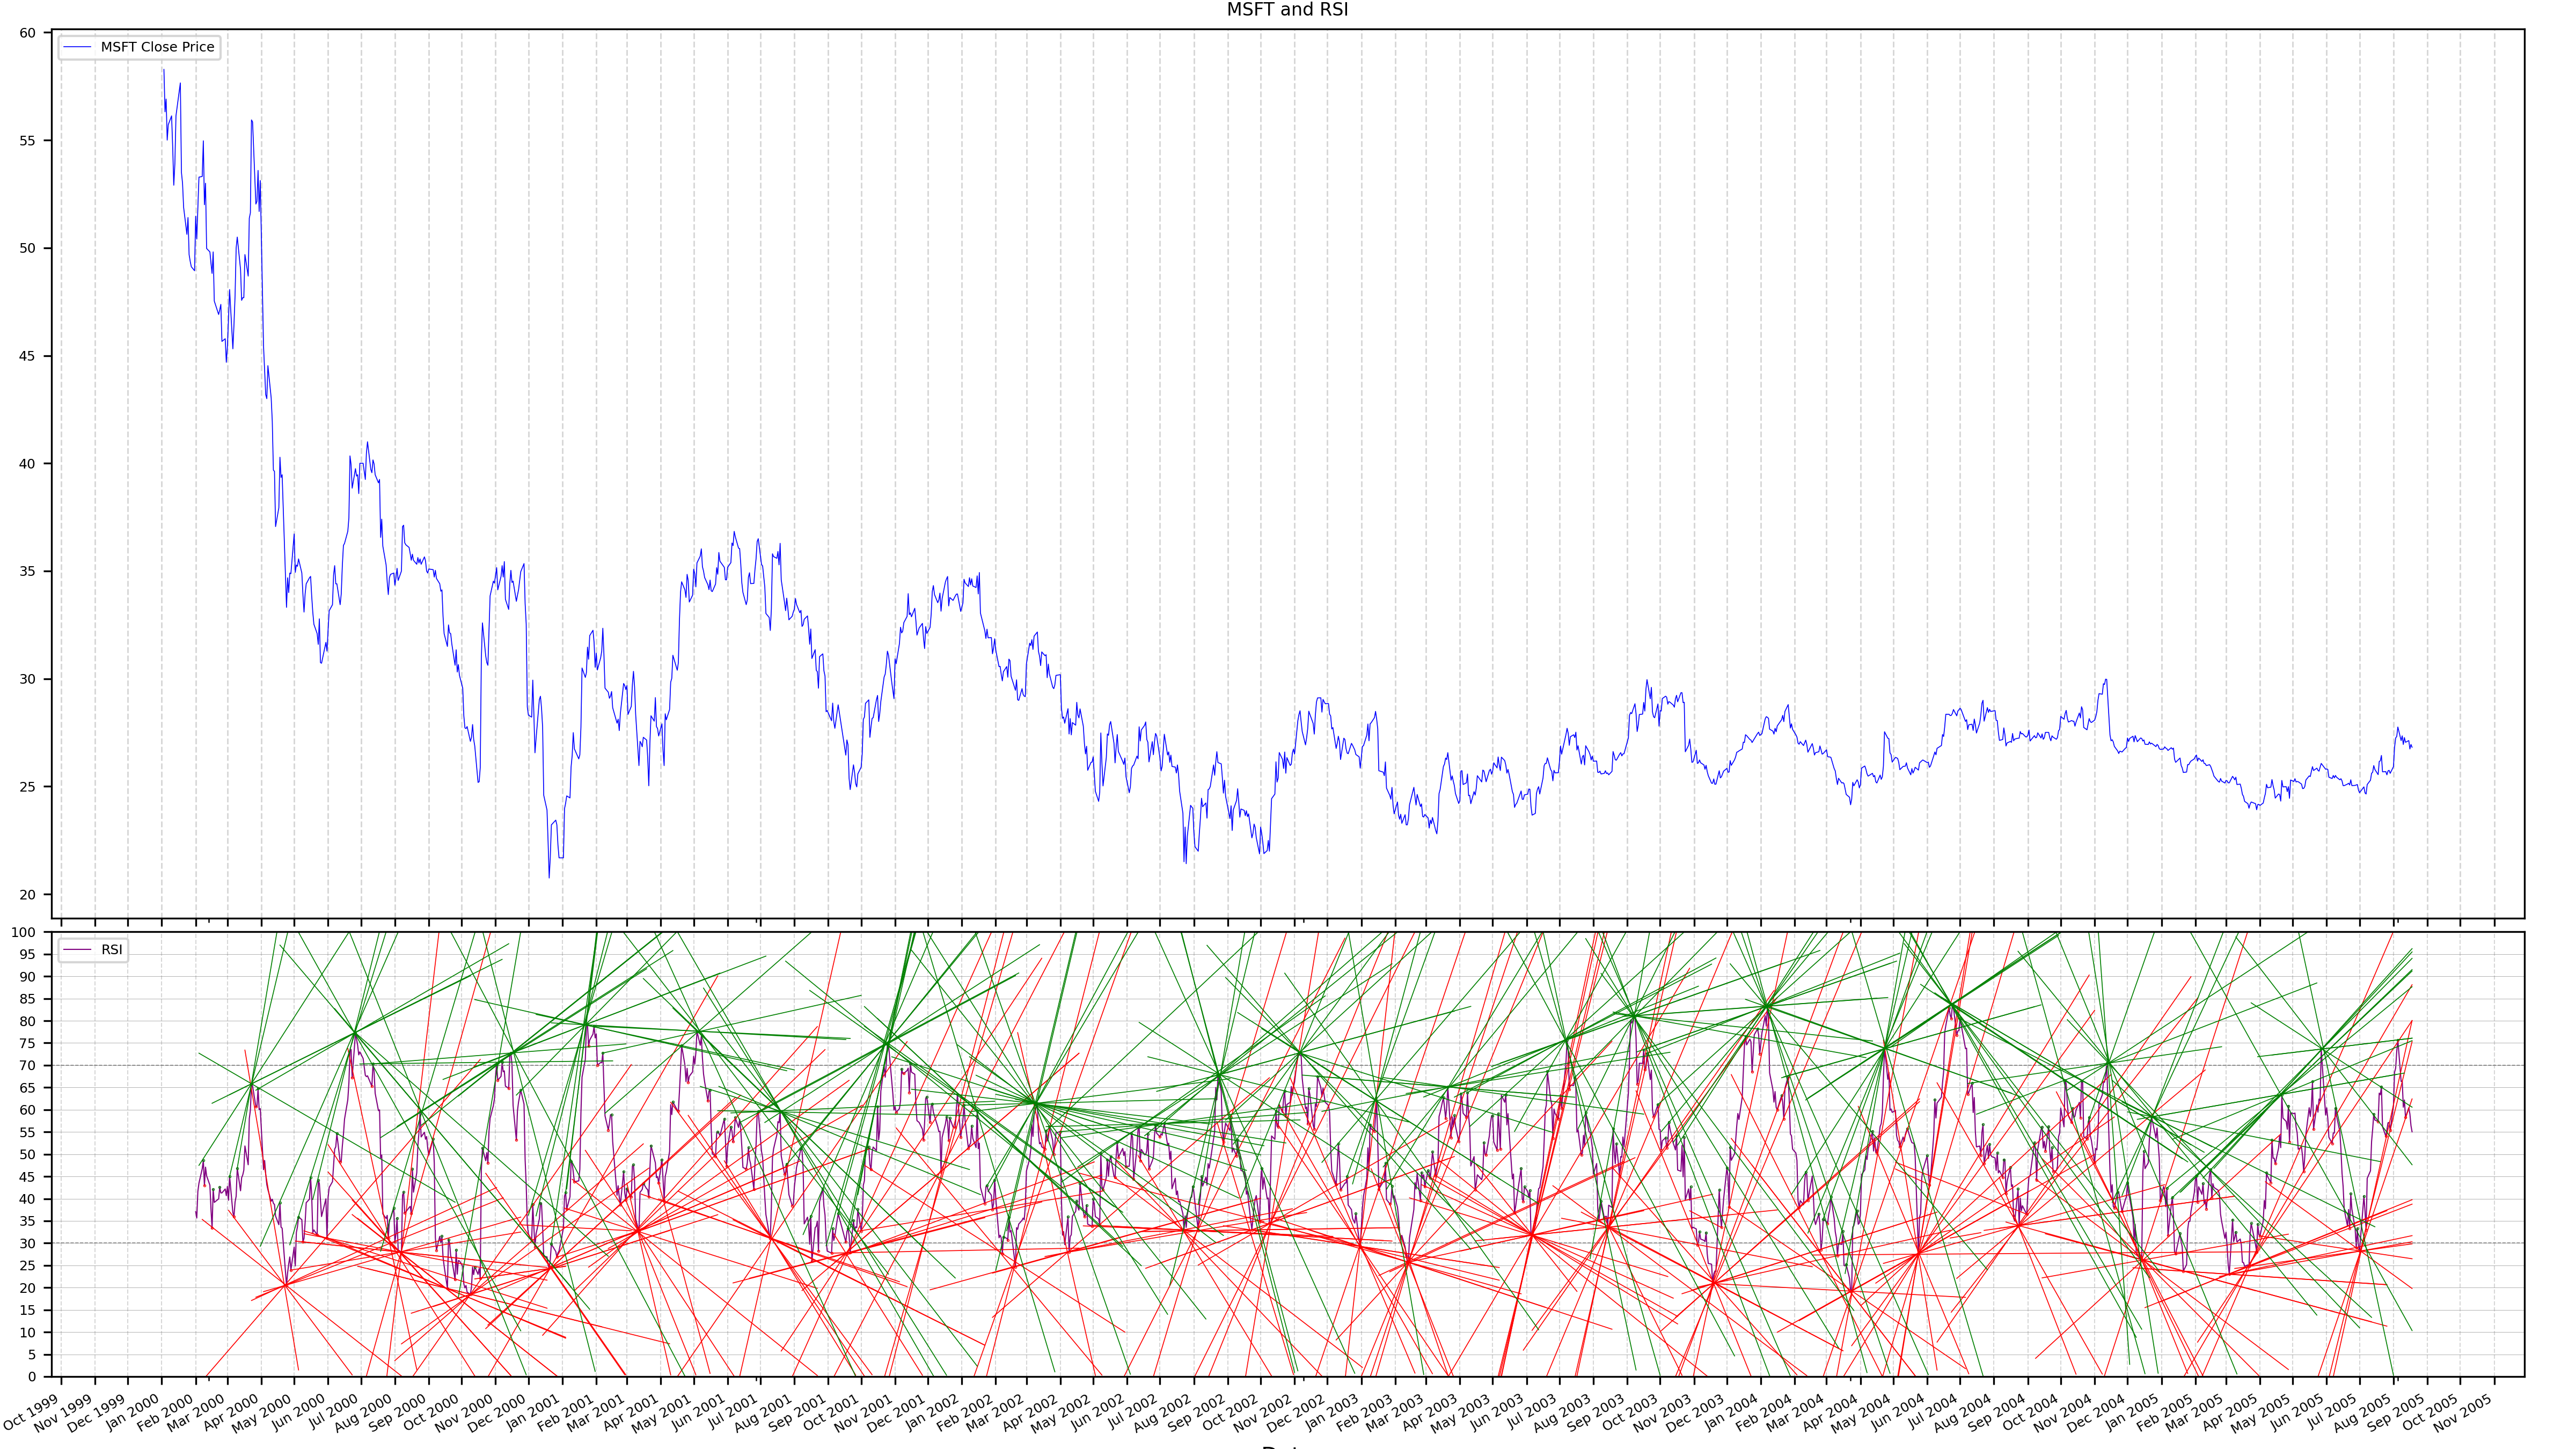 MSFT and RSI
MSFT Close Price
60
55
50
45
40
35
30
25
20
RSI
100
95
90
85
80
75
70
65
60
55
50
45
40
35
30
25
20
15
10
5
0
Oct 1999
Nov 1999
Dec 1999
Jan 2000
Feb 2000
Mar 2000
Apr 2000
May 2000
Jun 2000
Jul 2000
Aug 2000
Sep 2000
Oct 2000
Nov 2000
Dec 2000
Jan 2001
Feb 2001
Mar 2001
Apr 2001
May 2001
Jun 2001
Jul 2001
Aug 2001
Sep 2001
Oct 2001
Nov 2001
Dec 2001
Jan 2002
Feb 2002
Mar 2002
Apr 2002
May 2002
Jun 2002
Jul 2002
Aug 2002
Sep 2002
Oct 2002
Nov 2002
Dec 2002
Jan 2003
Feb 2003
Mar 2003
Apr 2003
May 2003
Jun 2003
Jul 2003
Aug 2003
Sep 2003
Oct 2003
Nov 2003
Dec 2003
Jan 2004
Feb 2004
Mar 2004
Apr 2004
May 2004
Jun 2004
Jul 2004
Aug 2004
Sep 2004
Oct 2004
Nov 2004
Dec 2004
Jan 2005
Feb 2005
Mar 2005
Apr 2005
May 2005
Jun 2005
Jul 2005
Aug 2005
Sep 2005
Oct 2005
Nov 2005